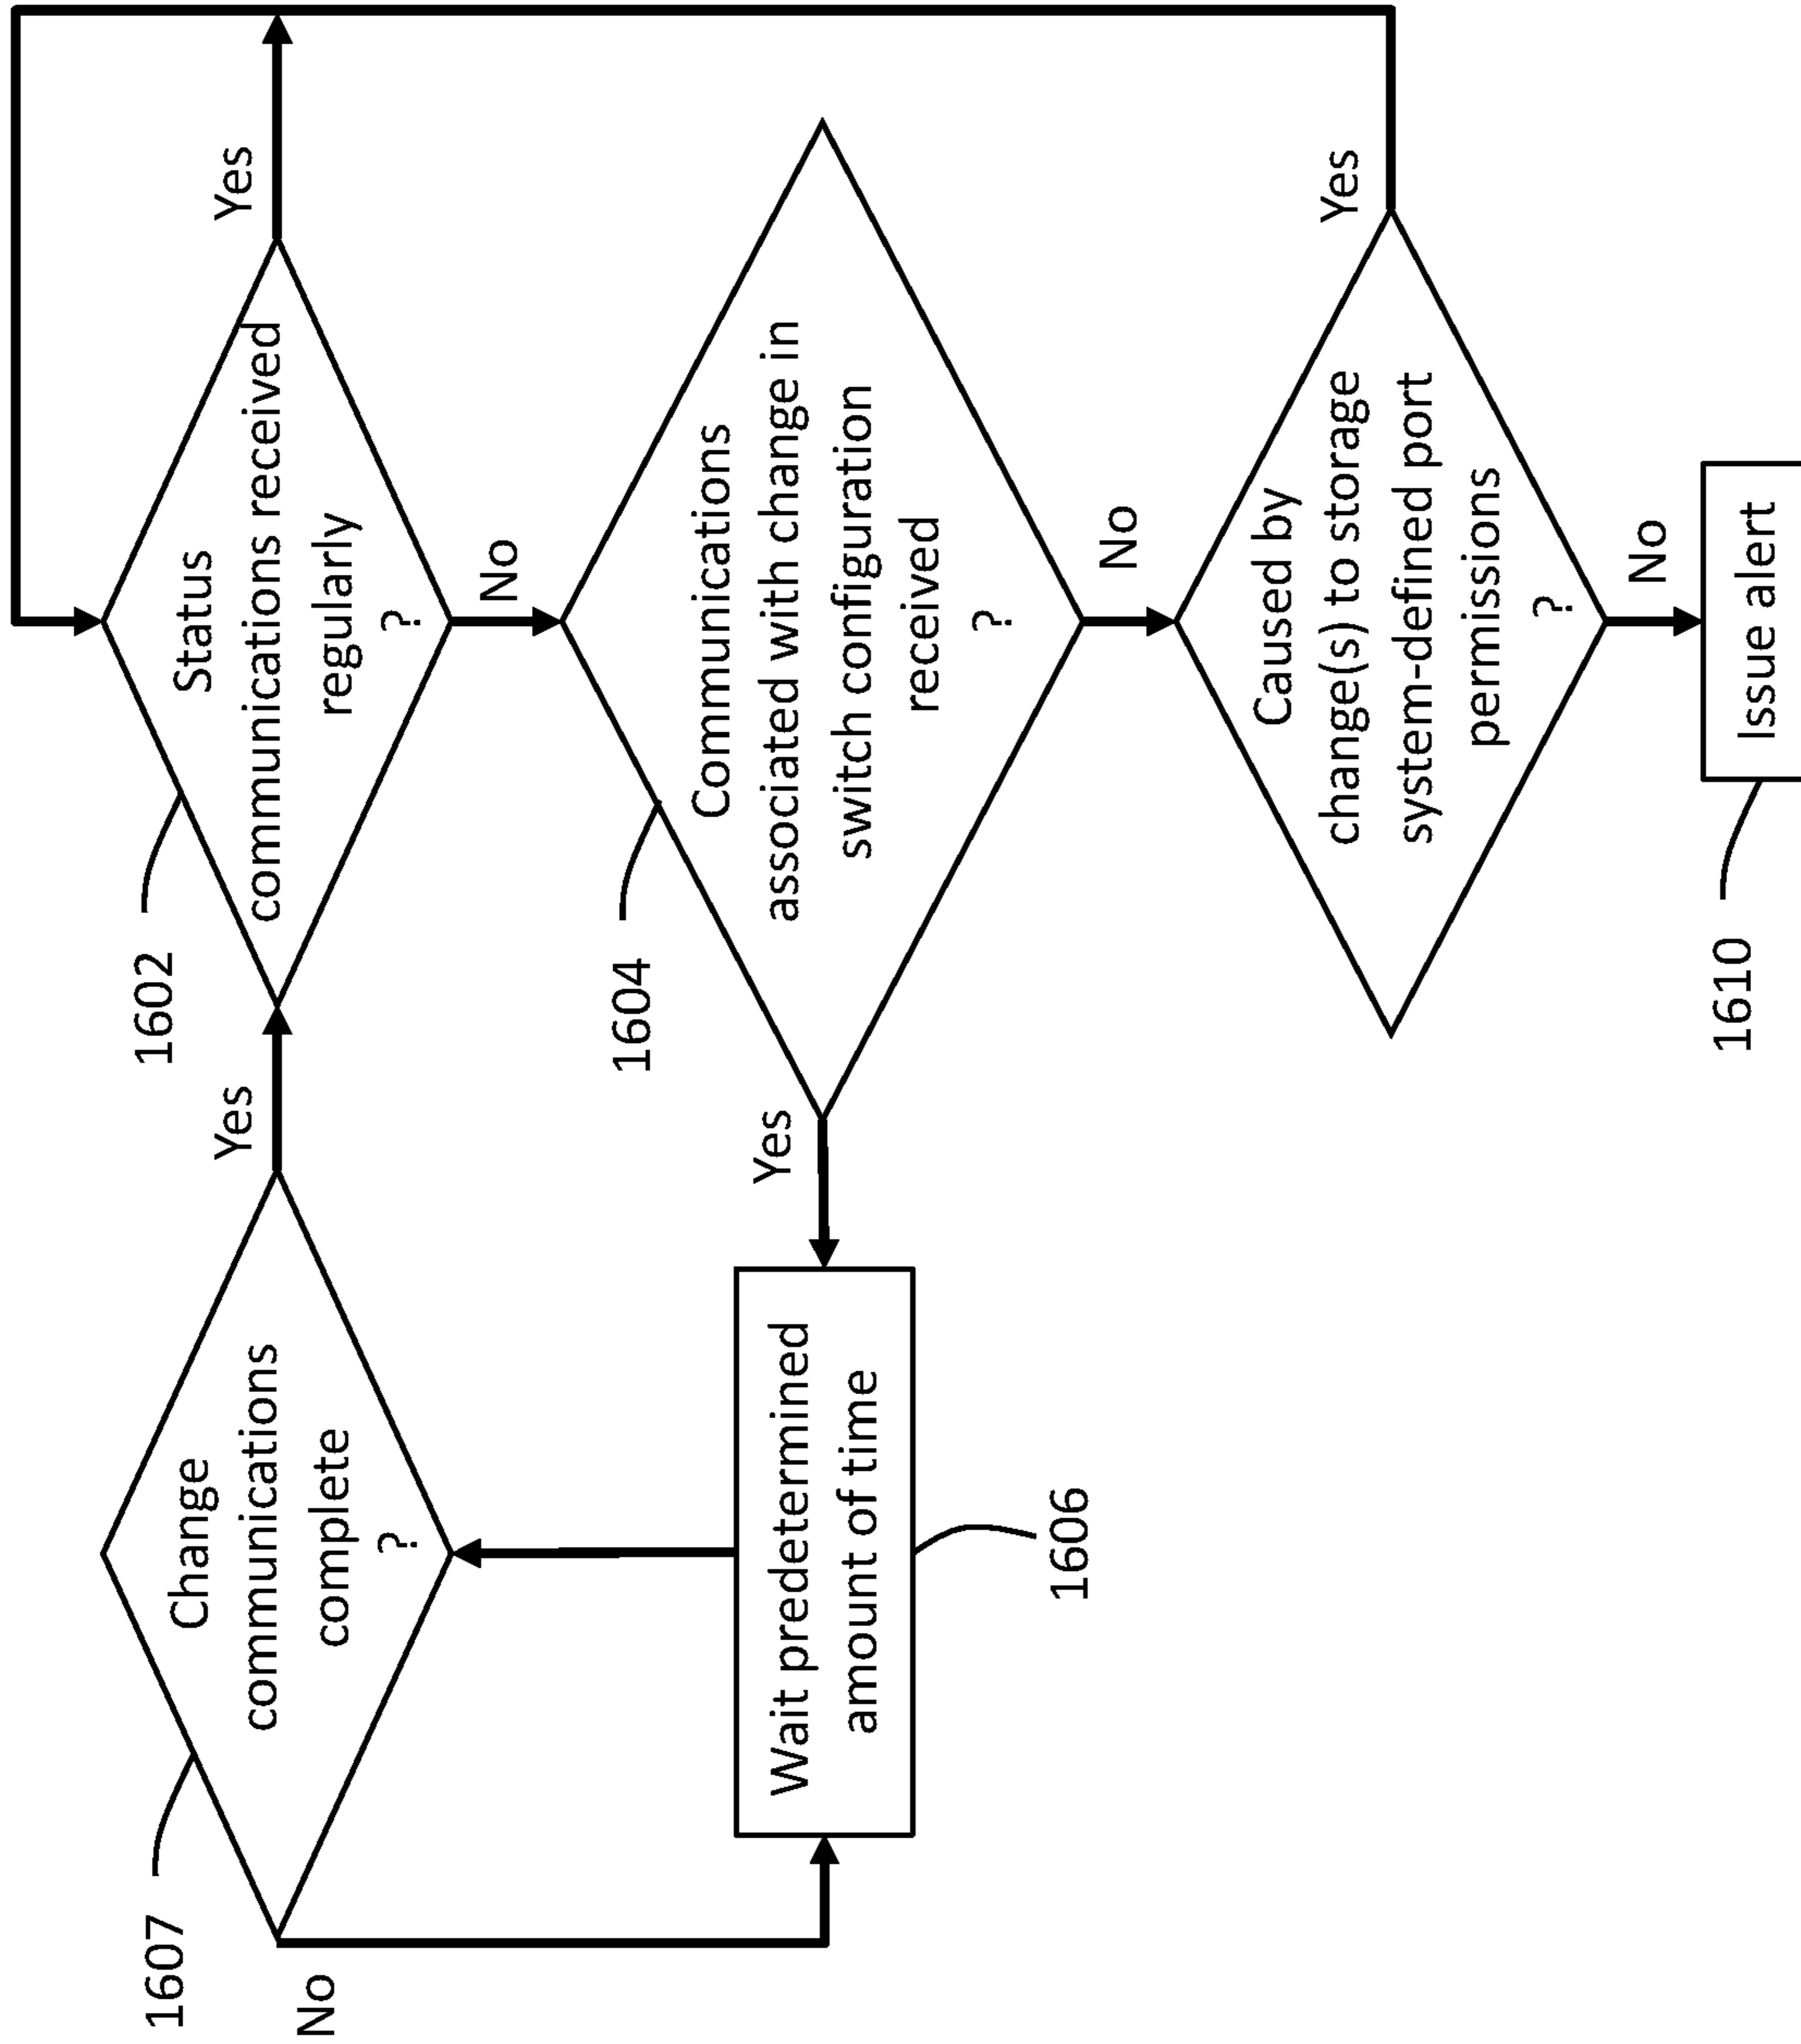 1607
Change
communications
complete
?
Yes
No
1602
Status
communications received
regularly
?
Yes
No
1604
Communications
associated with change in
switch configuration
received
?
Yes
No
Wait predetermined
amount of time
1606
Caused by
change(s) to storage
system-defined port
permissions
?
Yes
No
1610
Issue alert